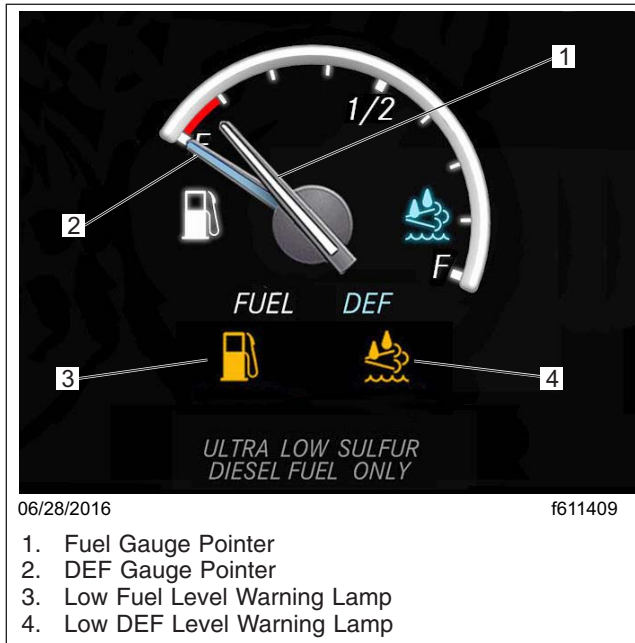 1
1/2
E
2
F
FUEL DEF
3
4
ULTRA LOW SULFUR
DIESEL FUEL ONLY
06/28/2016 f611409
1. Fuel Gauge Pointer
2. DEF Gauge Pointer
3. Low Fuel Level Warning Lamp
4. Low DEF Level Warning Lamp